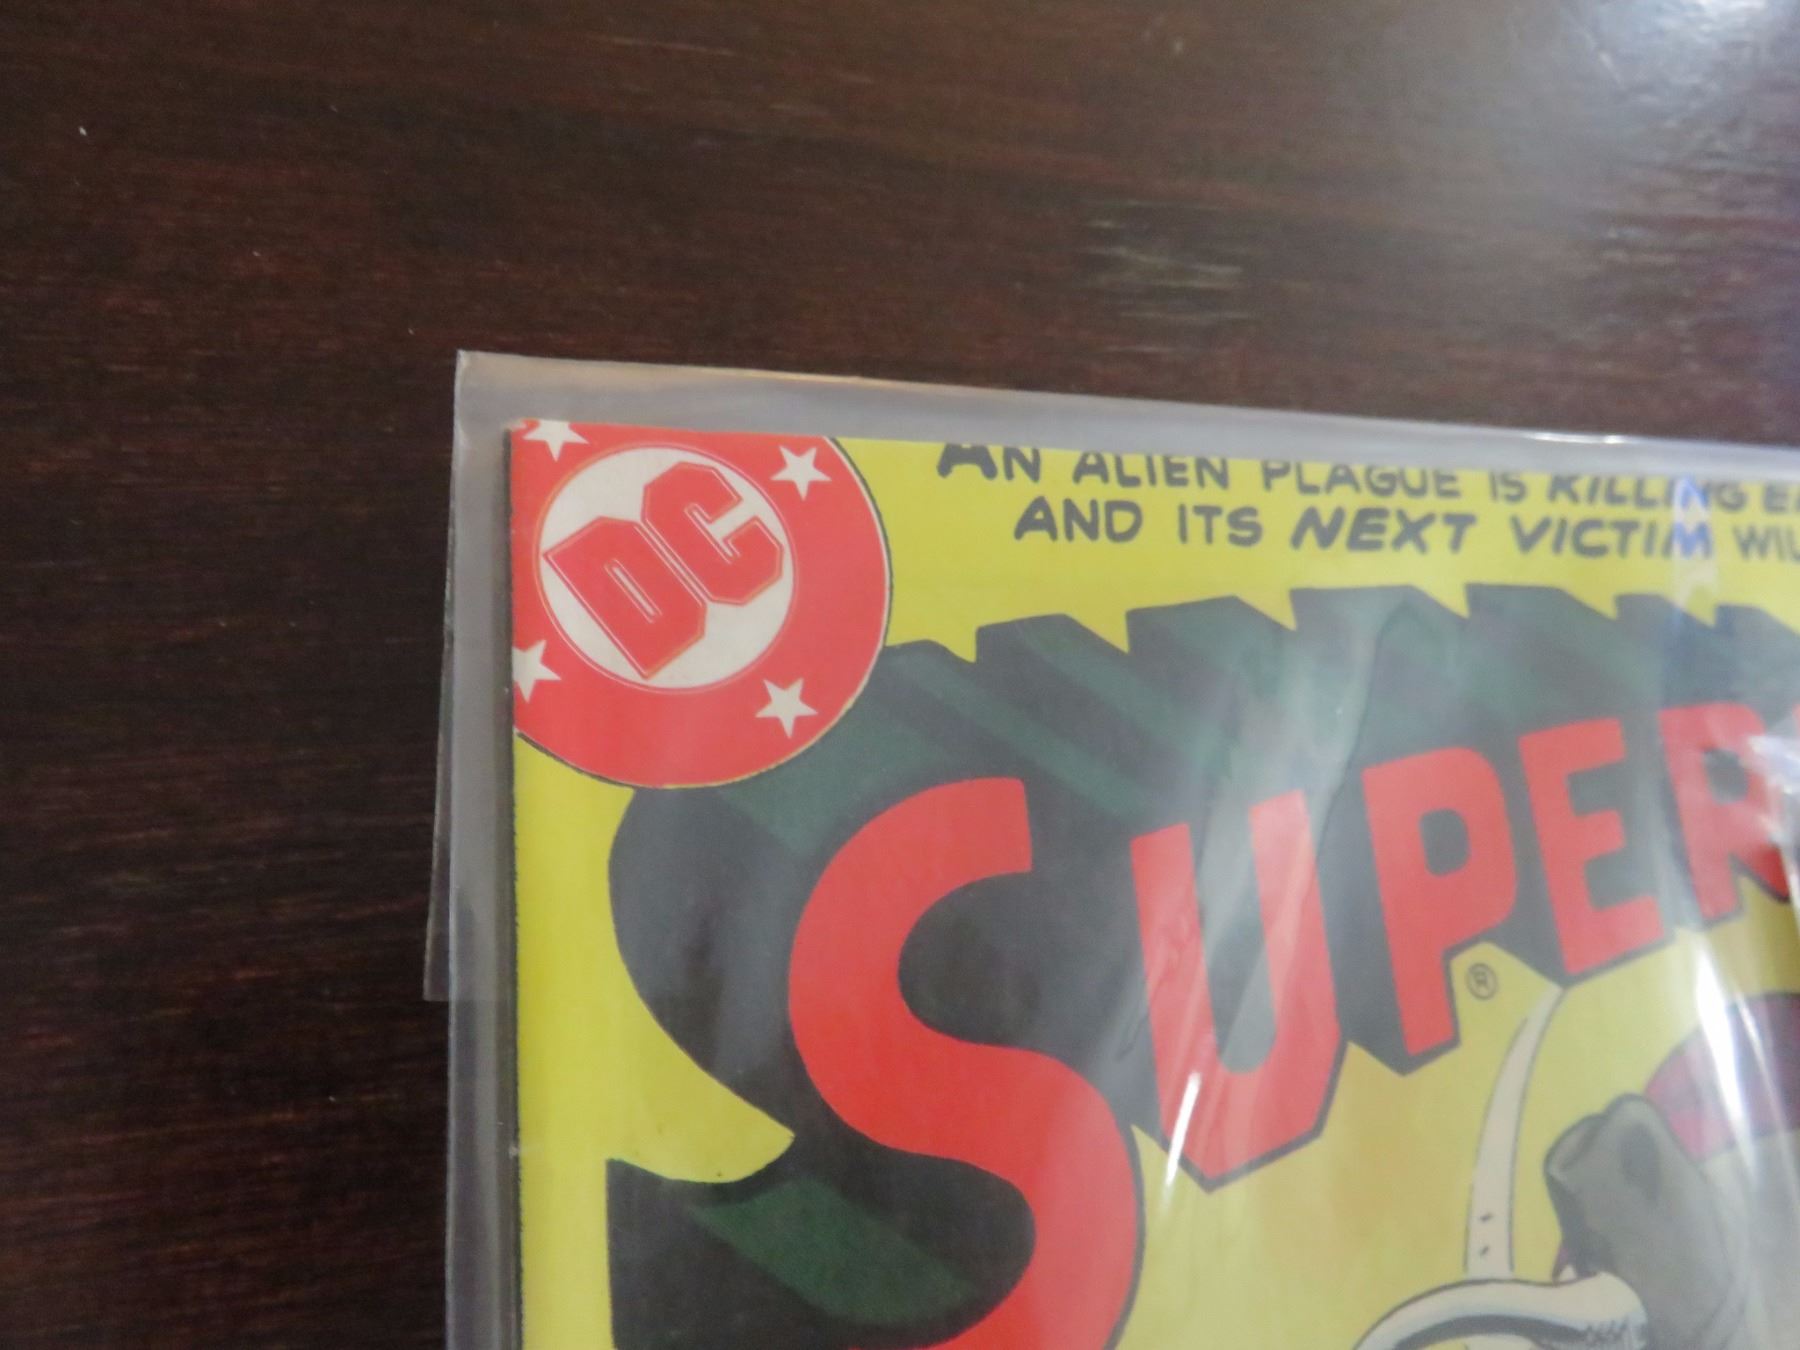 DC
AN ALIEN PLAGUE IS KILLING
AND ITS NEXT VICTIM
SUPER
®